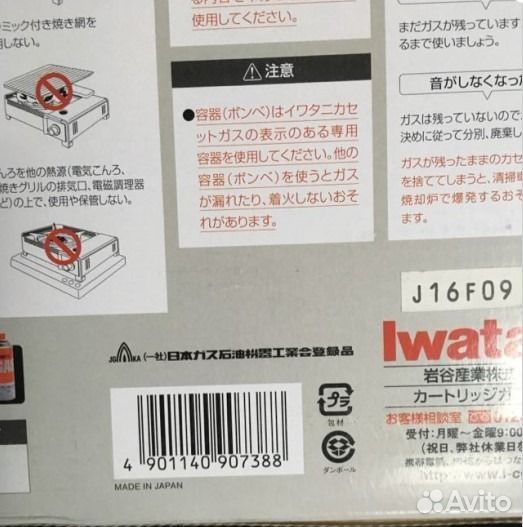 ミック付き焼き網を
用しない。
んろを他の熱源（電気こんろ、
焼きグリルの排気口、電磁調理器
ど）の上で、使用や保管しない。
使用してください。
⚠注意
●容器（ボンベ）はイワタニカセ
ットガスの表示のある専用
容器を使用してください。他の
容器（ボンベ）を使うとガス
が漏れたり、着火しないおそ
れがあります。
まだガスが残っています
るまで使いましょう。
音がしなくなった
ガスは残っていないので
決めに従って分別、廃棄し
ガスが残ったままのカセ
を捨ててしまうと、清掃
焼却炉で爆発するおそ
ます。
J16F09
JGKA （一社）日本ガス石油機器工業会登録品
Iwata
岩谷産業株式
カートリッジガ
お客様相談室 012
受付：月曜～金曜9:00
（祝日、弊社休業日を
http://www.i-c
プラ
包材
ダンボール
4 901140 907388
MADE IN JAPAN
Avito